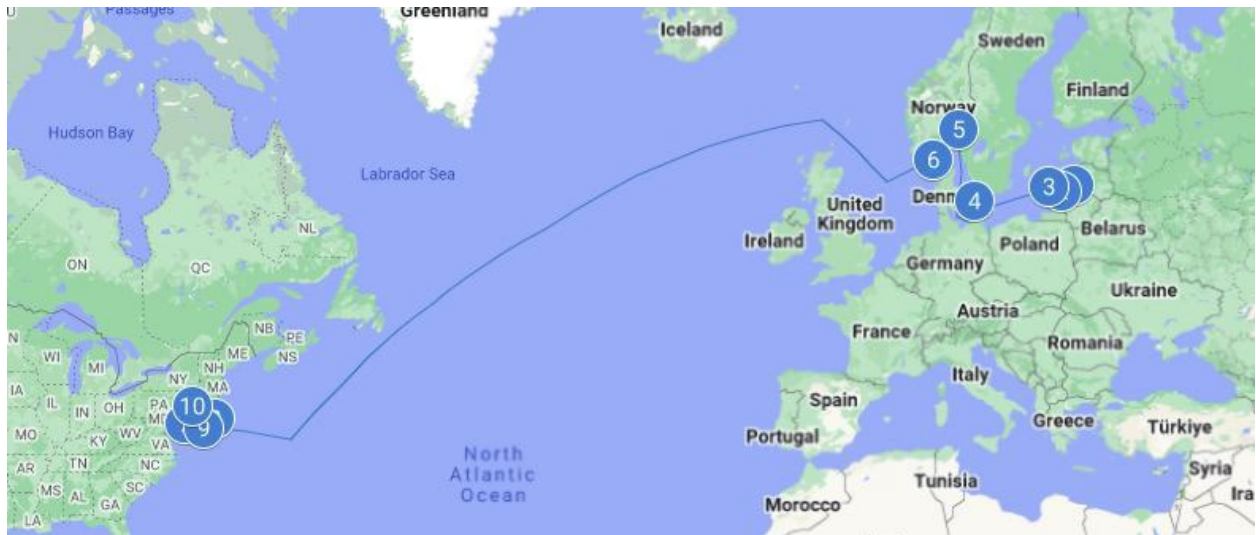 U
Passages
Greenland
Iceland
Sweden
Finland
Norway
Hudson Bay
5
6
Labrador Sea
3
4
United
Kingdom
Ireland
Belarus
Poland
Germany
NL
ON
QC
Ukraine
Austria
France
Romania
NB
PE
N
WI
MI
ME
NS
NH
NY
MA
Italy
IA
IL
IN
OH
PA
10
Spain
Greece
Türkiye
MO
KY
WV
VA
9
Portugal
North
Atlantic
Ocean
AR
TN
NC
Syria
Tunisia
MS
AL
SC
GA
Ira
Morocco
LA